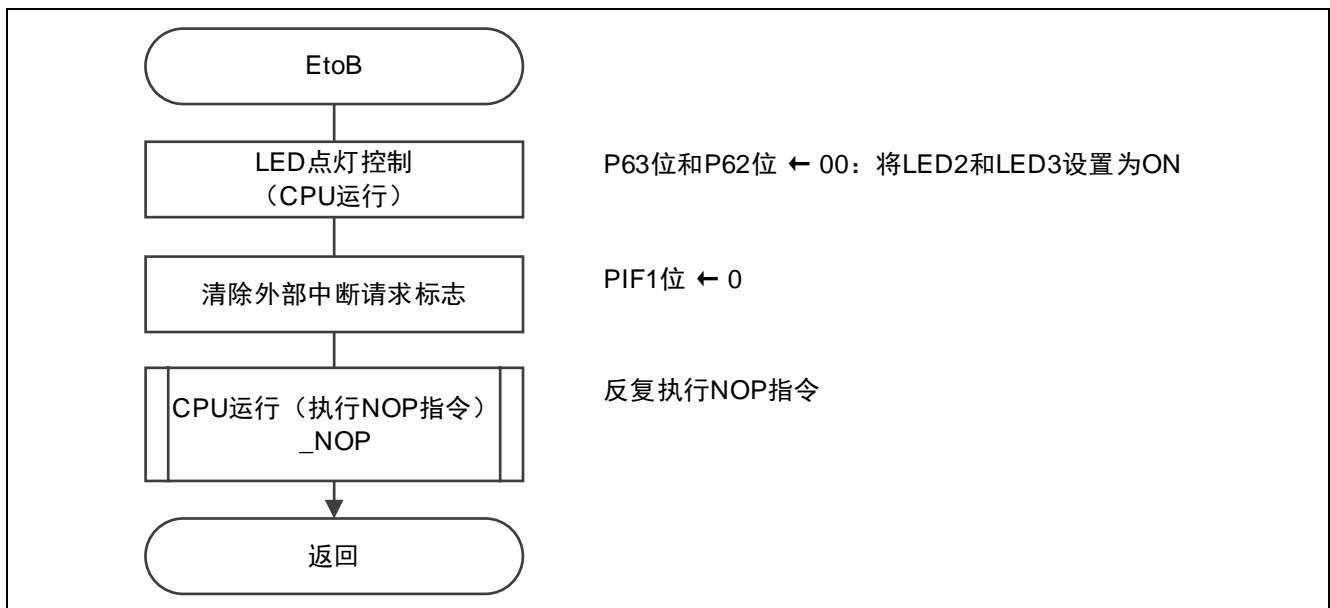 EtoB
LED点灯控制
（CPU运行）
P63位和P62位 ← 00：将LED2和LED3设置为ON
清除外部中断请求标志
PIF1位 ← 0
CPU运行（执行NOP指令）
_NOP
反复执行NOP指令
返回